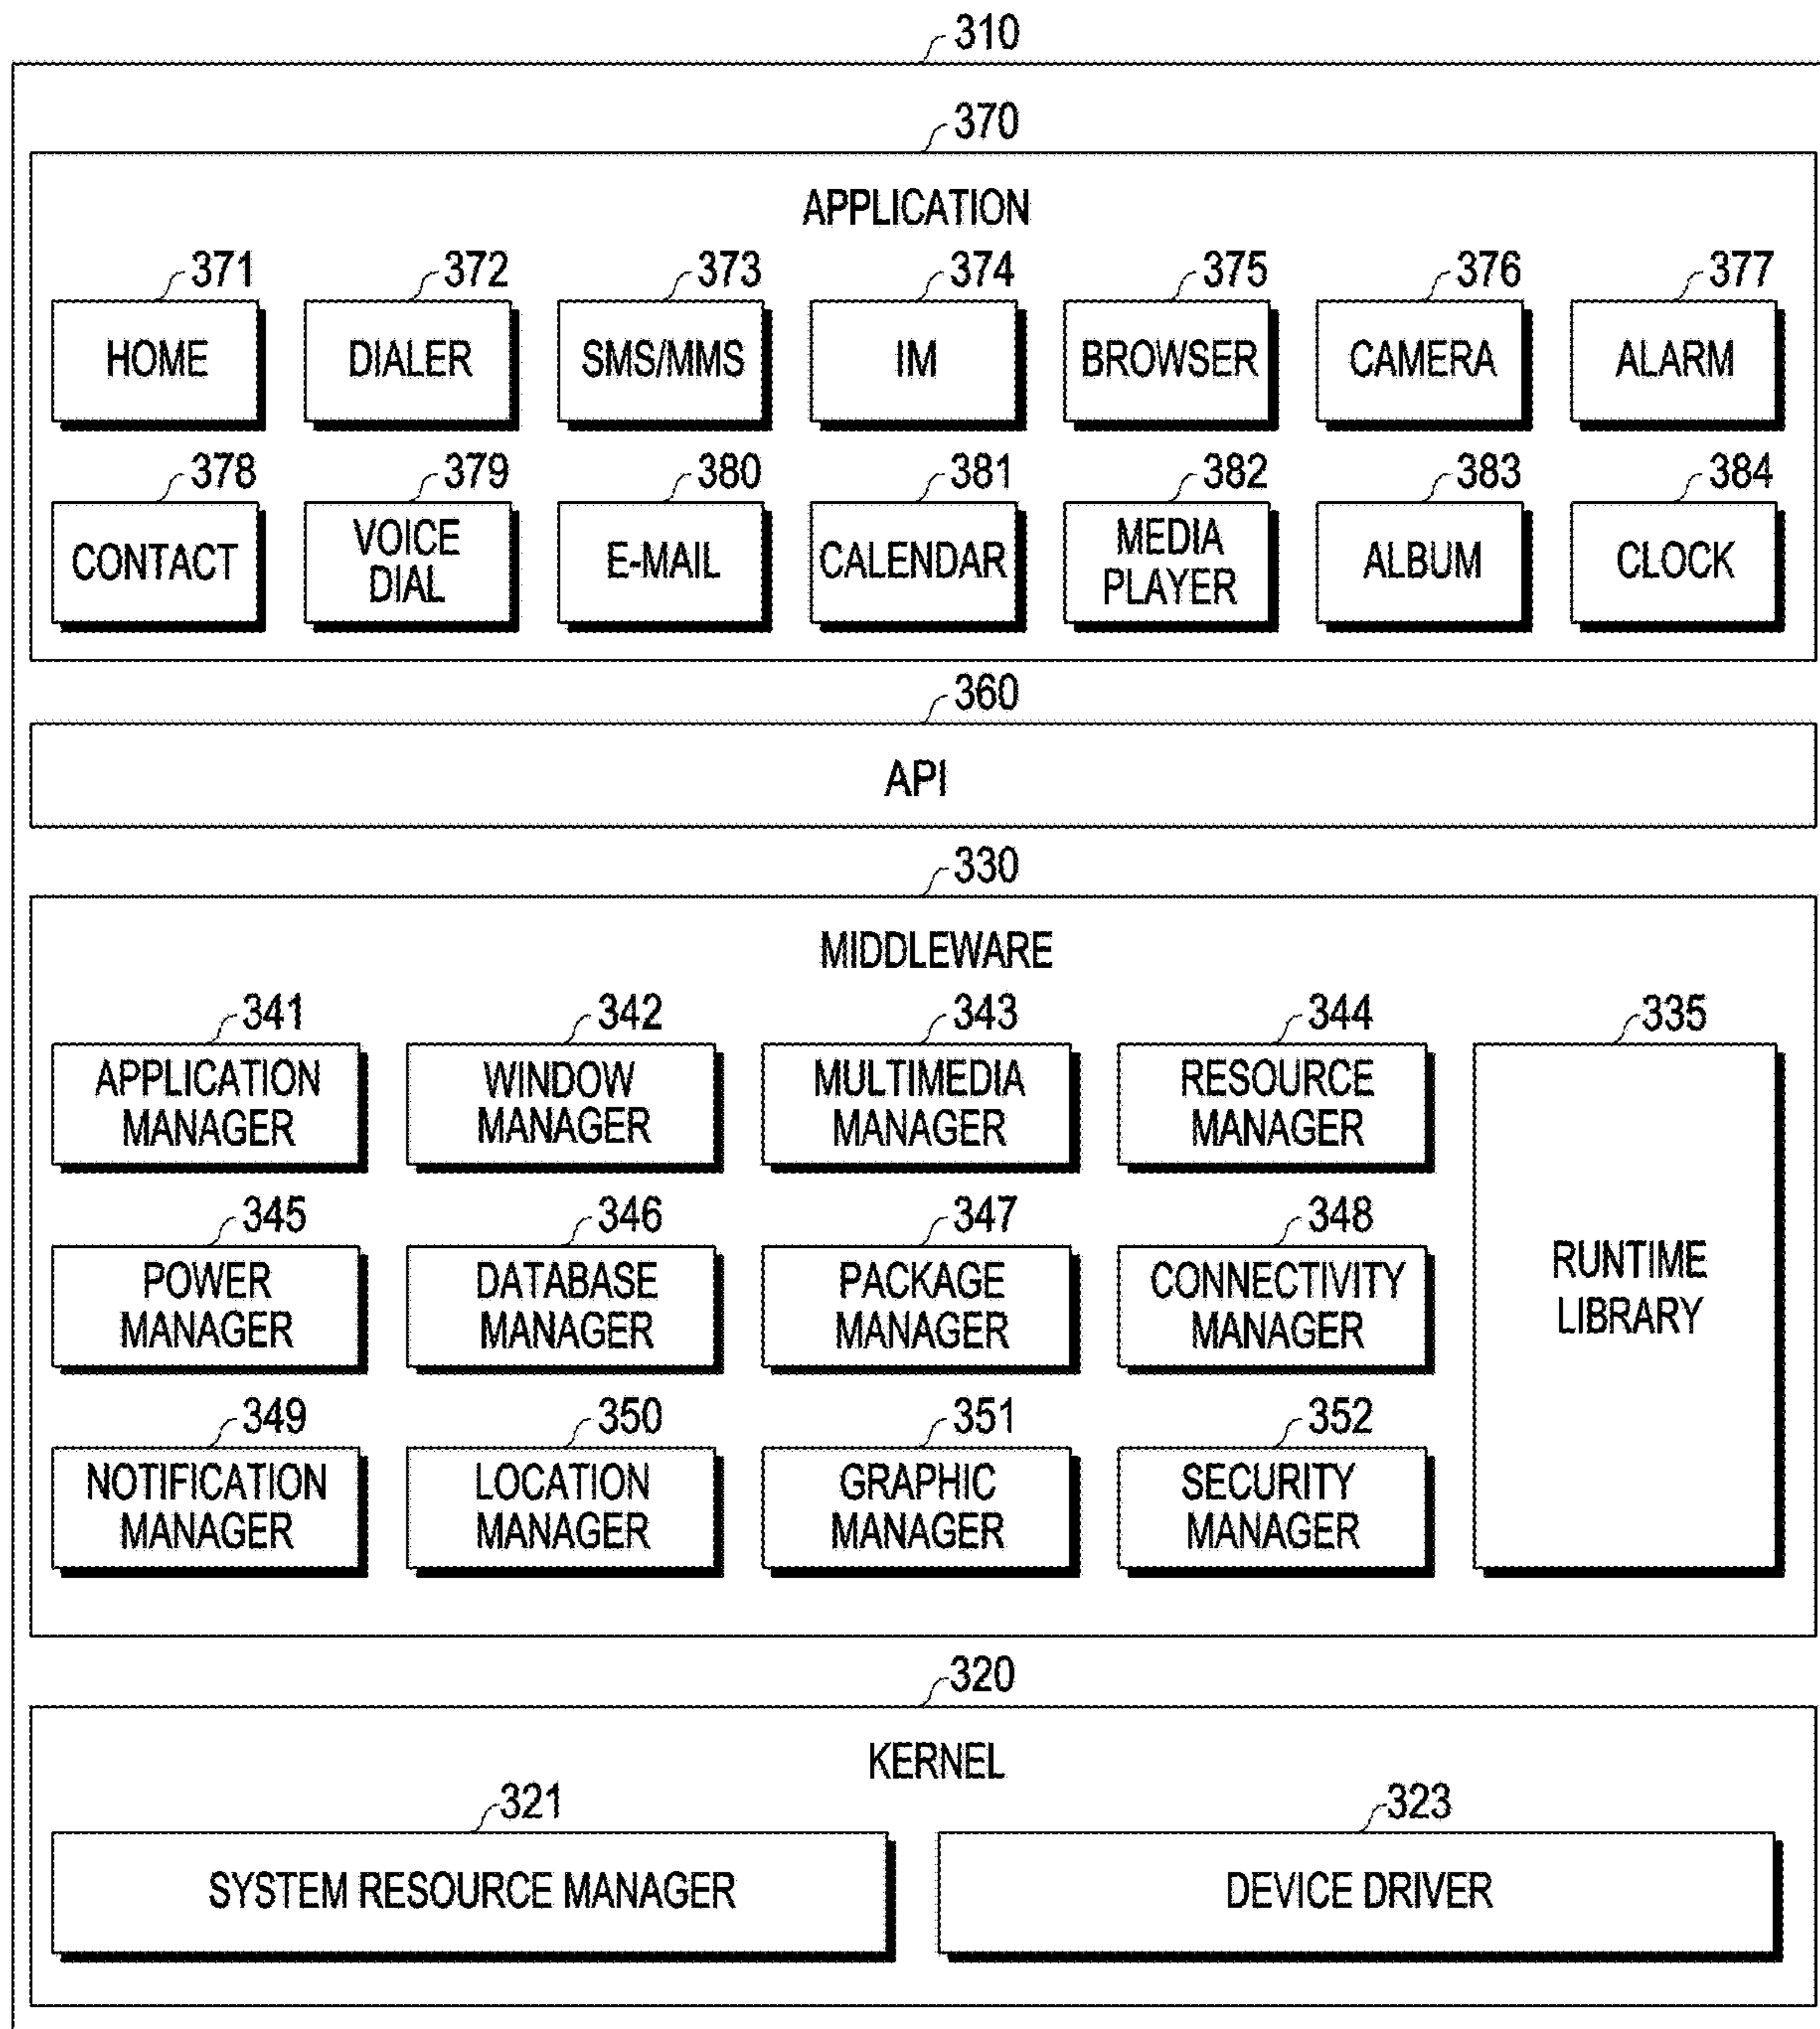 310
370
APPLICATION
371 372 373 374 375 376 377
HOME DIALER SMS/MMS IM BROWSER CAMERA ALARM
378 379 380 381 382 383 384
CONTACT VOICE DIAL E-MAIL CALENDAR MEDIA PLAYER ALBUM CLOCK
360
API
330
MIDDLEWARE
341 342 343 344 335
APPLICATION MANAGER WINDOW MANAGER MULTIMEDIA MANAGER RESOURCE MANAGER
345 346 347 348
POWER MANAGER DATABASE MANAGER PACKAGE MANAGER CONNECTIVITY MANAGER RUNTIME LIBRARY
349 350 351 352
NOTIFICATION MANAGER LOCATION MANAGER GRAPHIC MANAGER SECURITY MANAGER
320
KERNEL
321 323
SYSTEM RESOURCE MANAGER DEVICE DRIVER